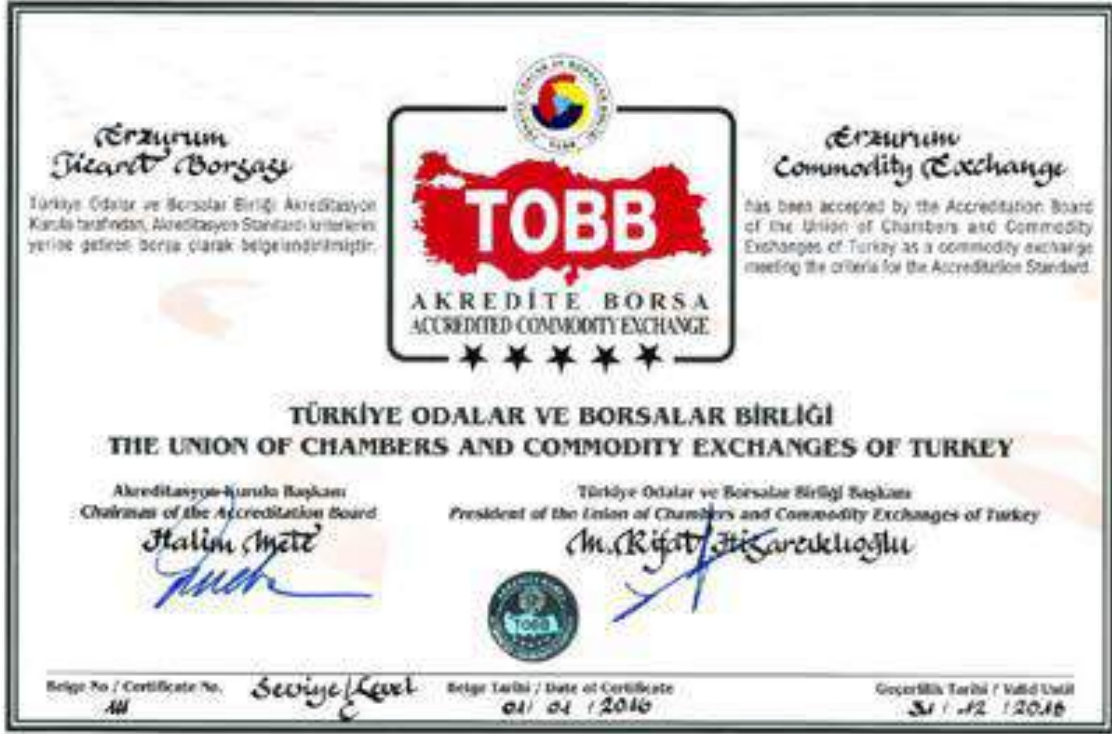 Erzurum
Ticaret Borsası
Türkiye Odalar ve Borsalar Birliği Akreditasyon
Kurulu tarafından, Akreditasyon Standardı kriterlerini
yerine getiren borsa olarak belgelendirilmiştir.
TOBB
AKREDİTE BORSA
ACCREDITED COMMODITY EXCHANGE
Erzurum
Commodity Exchange
has been accepted by the Accreditation Board
of the Union of Chambers and Commodity
Exchanges of Turkey as a commodity exchange
meeting the criteria for the Accreditation Standard.
TÜRKİYE ODALAR VE BORSALAR BİRLİĞİ
THE UNION OF CHAMBERS AND COMMODITY EXCHANGES OF TURKEY
Akreditasyon Kurulu Başkanı
Chairman of the Accreditation Board
Halim Mete
Türkiye Odalar ve Borsalar Birliği Başkanı
President of the Union of Chambers and Commodity Exchanges of Turkey
M. Rifat Hisarcıklıoğlu
TOBB
Belge No / Certificate No.
Seviye/Level
Belge Tarihi / Date of Certificate
01 / 01 / 2016
Geçerlilik Tarihi / Valid Until
31 / 12 / 2018